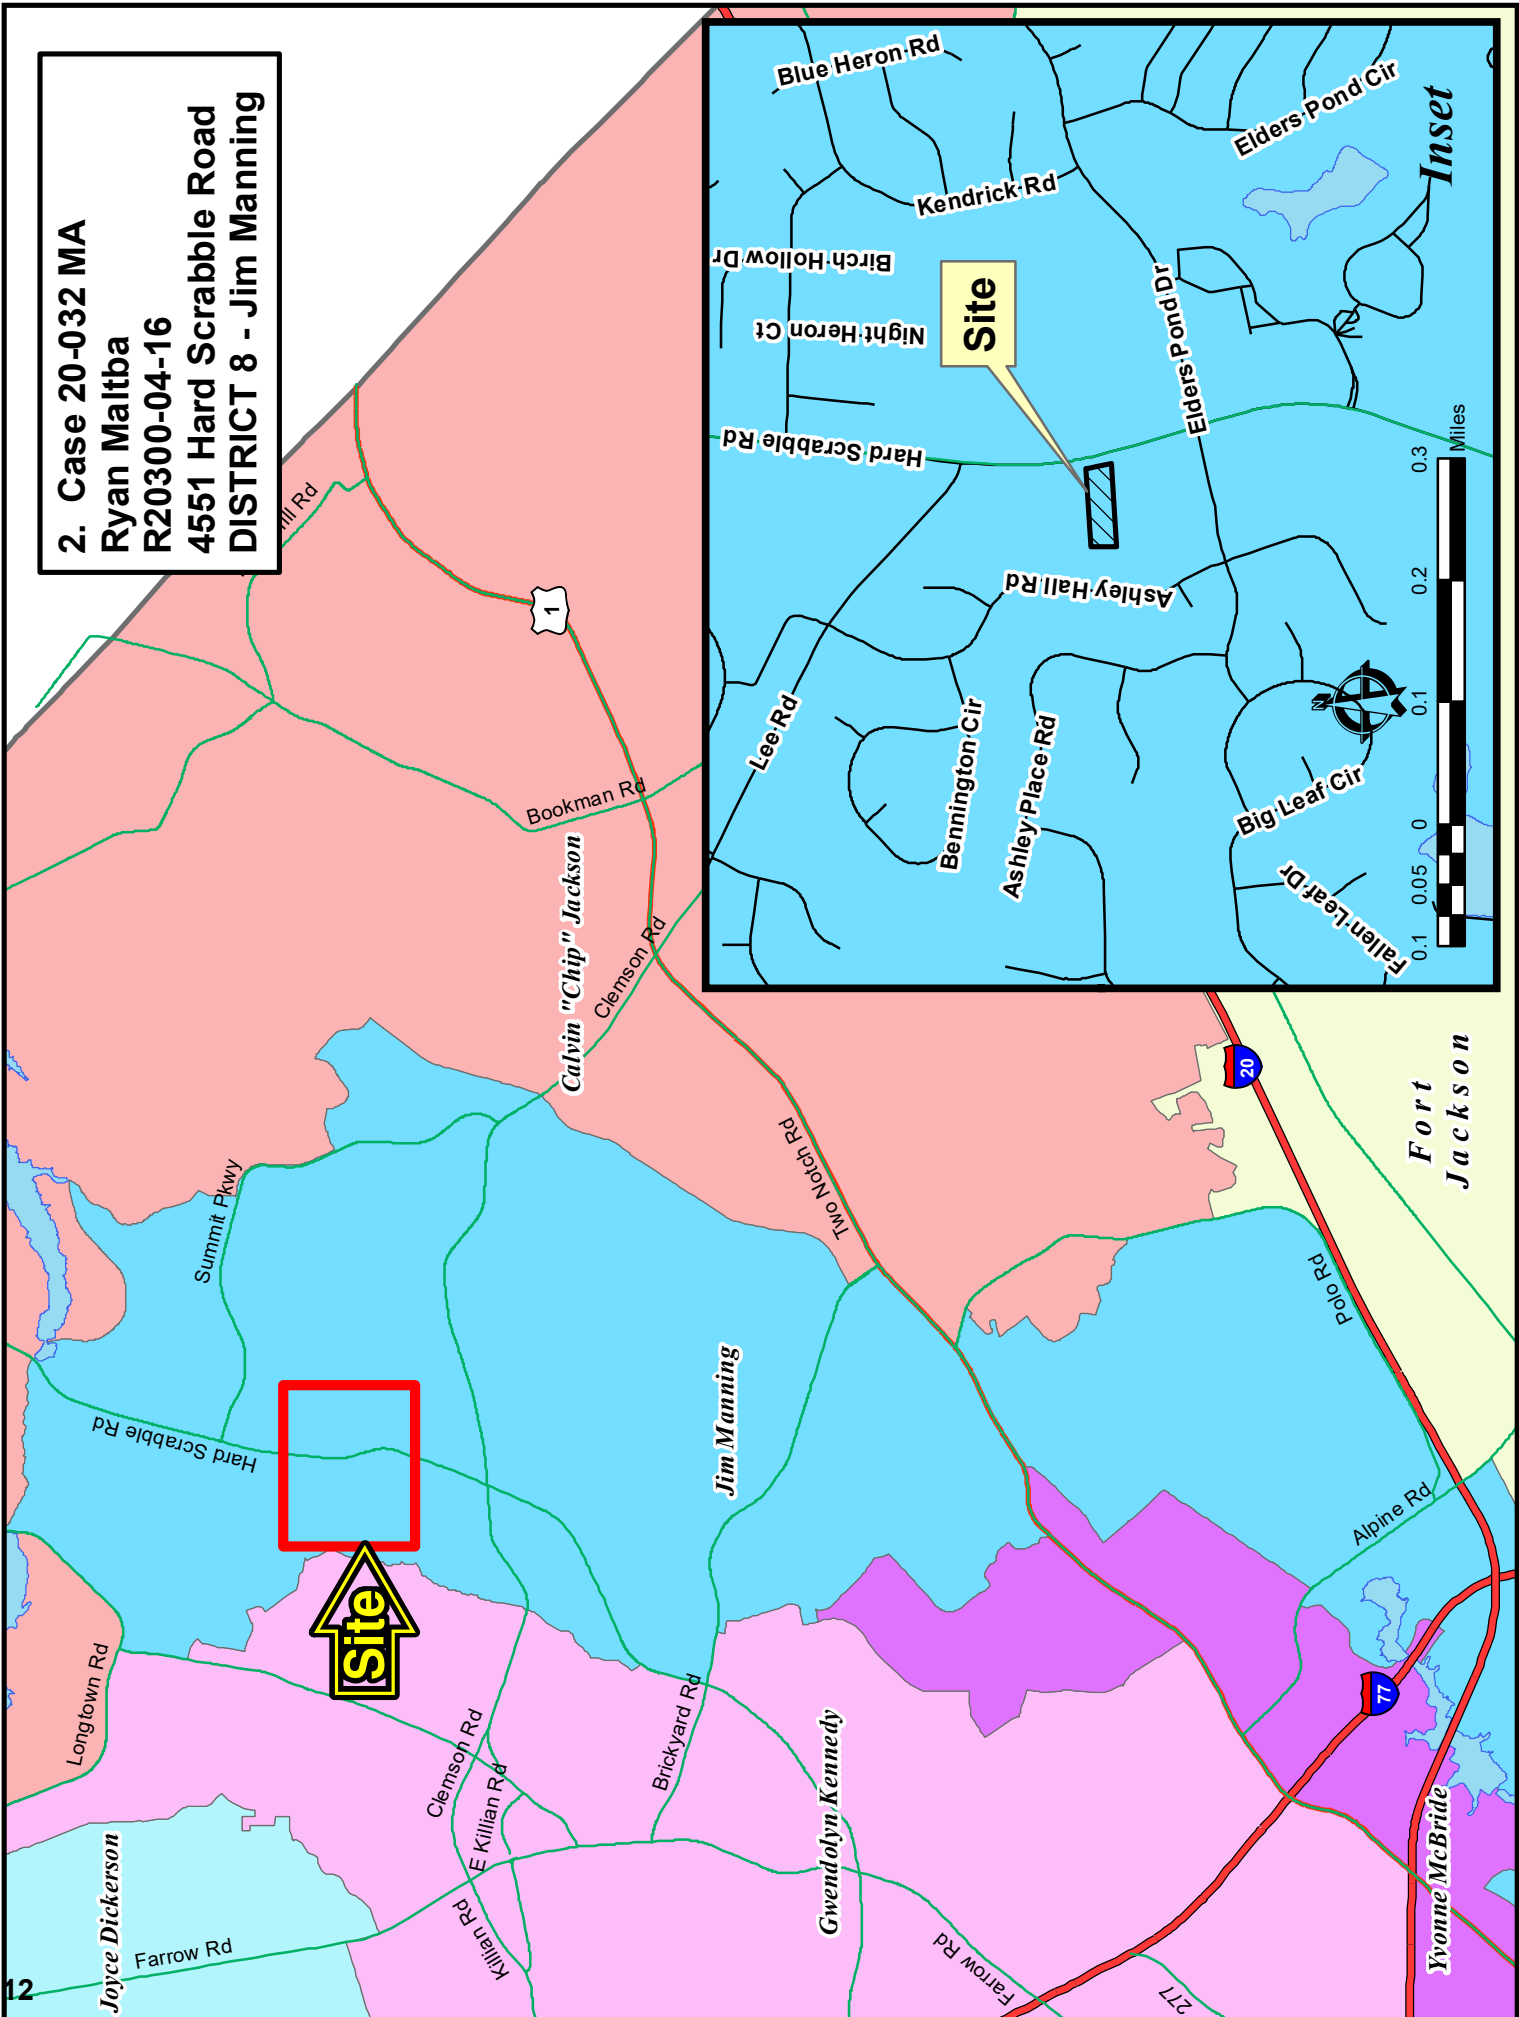 2. Case 20-032 MA
Ryan Maltba
R20300-04-16
4551 Hard Scrabble Road
DISTRICT 8 - Jim Manning
12
Joyce Dickerson
Farrow Rd
Longtown Rd
Hard Scrabble Rd
Summit Pkwy
Site
Killian Rd
E Killian Rd
Clemson Rd
Clemson Rd
Calvin "Chip" Jackson
Bookman Rd
1
Brickyard Rd
Jim Manning
Two Notch Rd
Gwendolyn Kennedy
Farrow Rd
277
77
Alpine Rd
Polo Rd
20
Fort
Jackson
Yvonne McBride
Blue Heron Rd
Birch Hollow Dr
Night Heron Ct
Kendrick Rd
Hard Scrabble Rd
Site
Lee Rd
Ashley Hall Rd
Bennington Cir
Ashley Place Rd
Elders Pond Dr
Elders Pond Cir
Big Leaf Cir
Fallen Leaf Dr
N
Inset
0.1 0.05 0 0.1 0.2 0.3
Miles